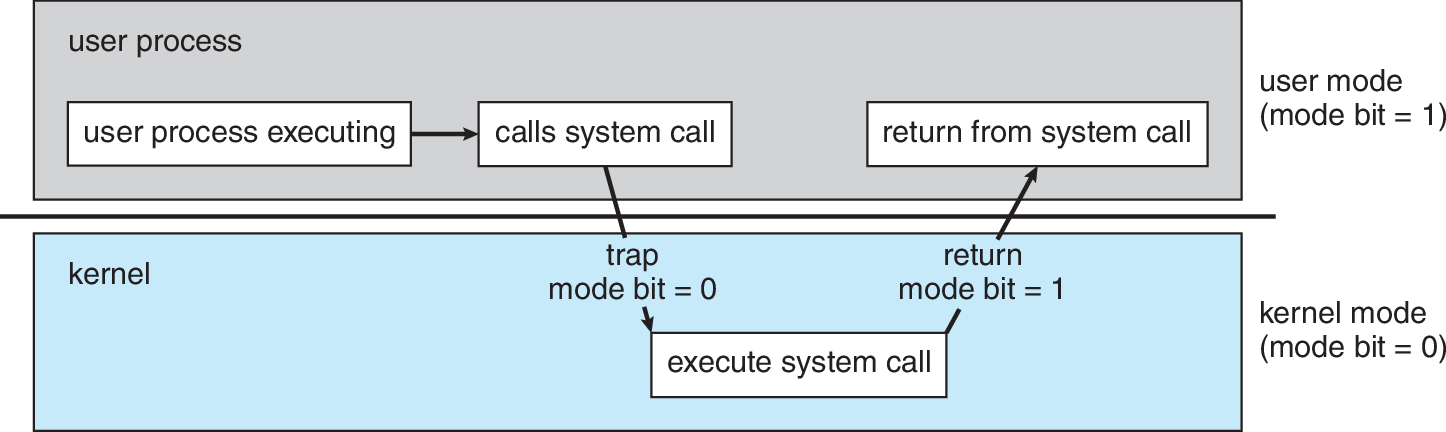 user process
user process executing
calls system call
return from system call
user mode
(mode bit = 1)
kernel
trap
mode bit = 0
return
mode bit = 1
execute system call
kernel mode
(mode bit = 0)